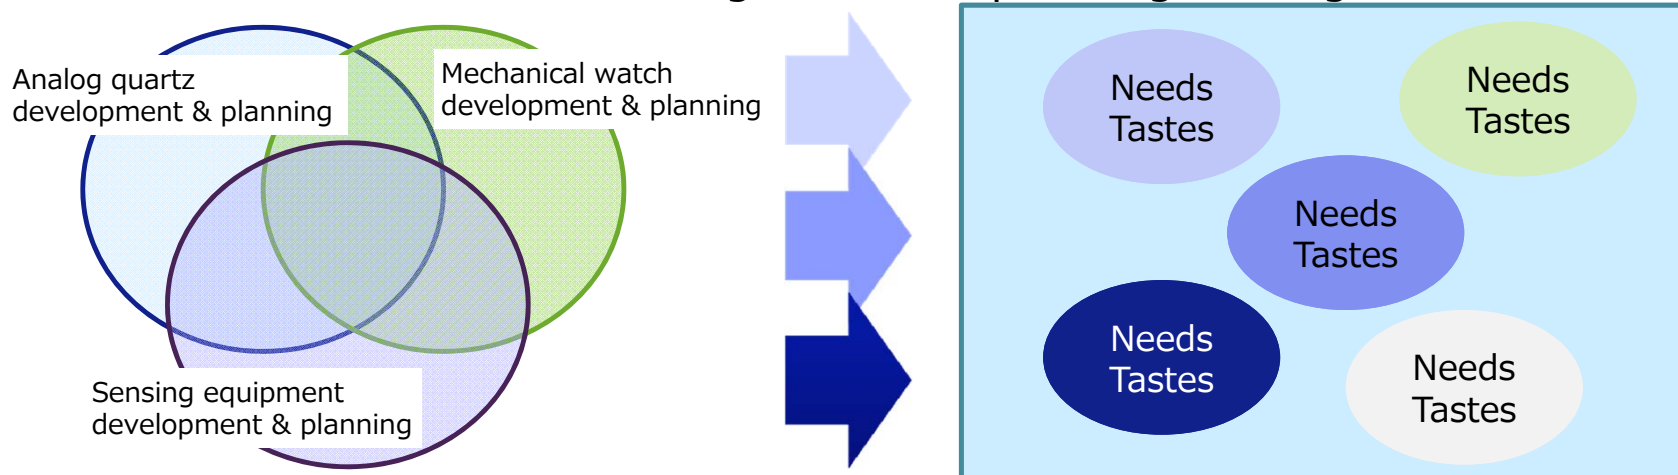 Analog quartz
development & planning
Mechanical watch
development & planning
Sensing equipment
development & planning
Needs
Tastes
Needs
Tastes
Needs
Tastes
Needs
Tastes
Needs
Tastes